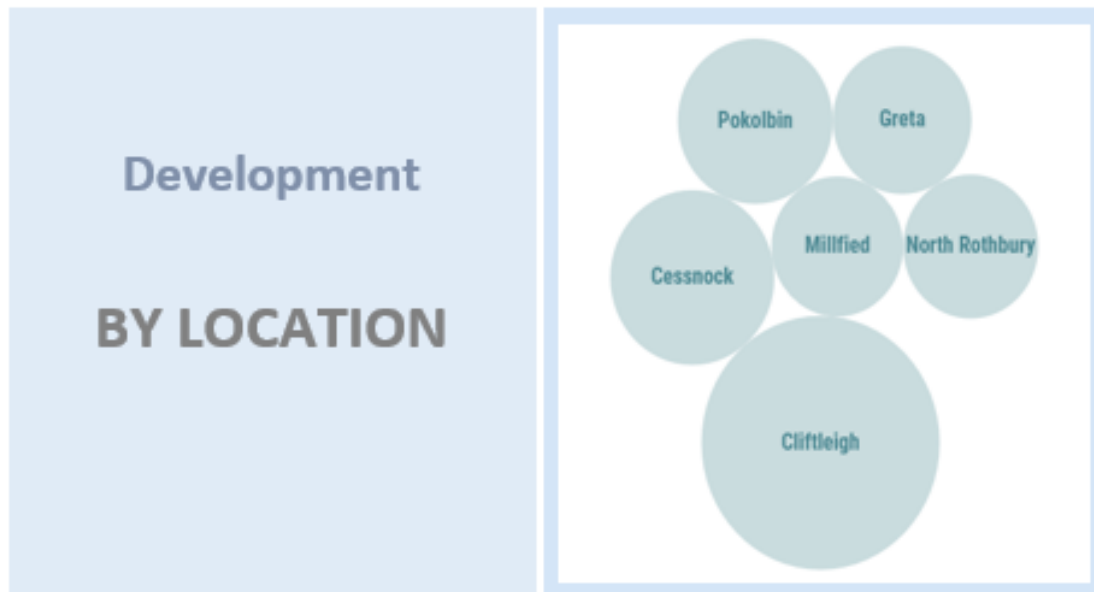 Development
BY LOCATION
Pokolbin
Greta
Millfied
North Rothbury
Cessnock
Cliftleigh